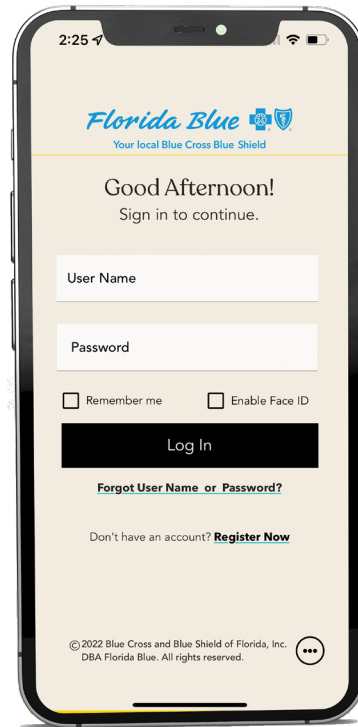 2:25
Florida Blue
Your local Blue Cross Blue Shield
Good Afternoon!
Sign in to continue.
User Name
Password
Remember me Enable Face ID
Log In
Forgot User Name or Password?
Don't have an account? Register Now
©2022 Blue Cross and Blue Shield of Florida, Inc.
DBA Florida Blue. All rights reserved.